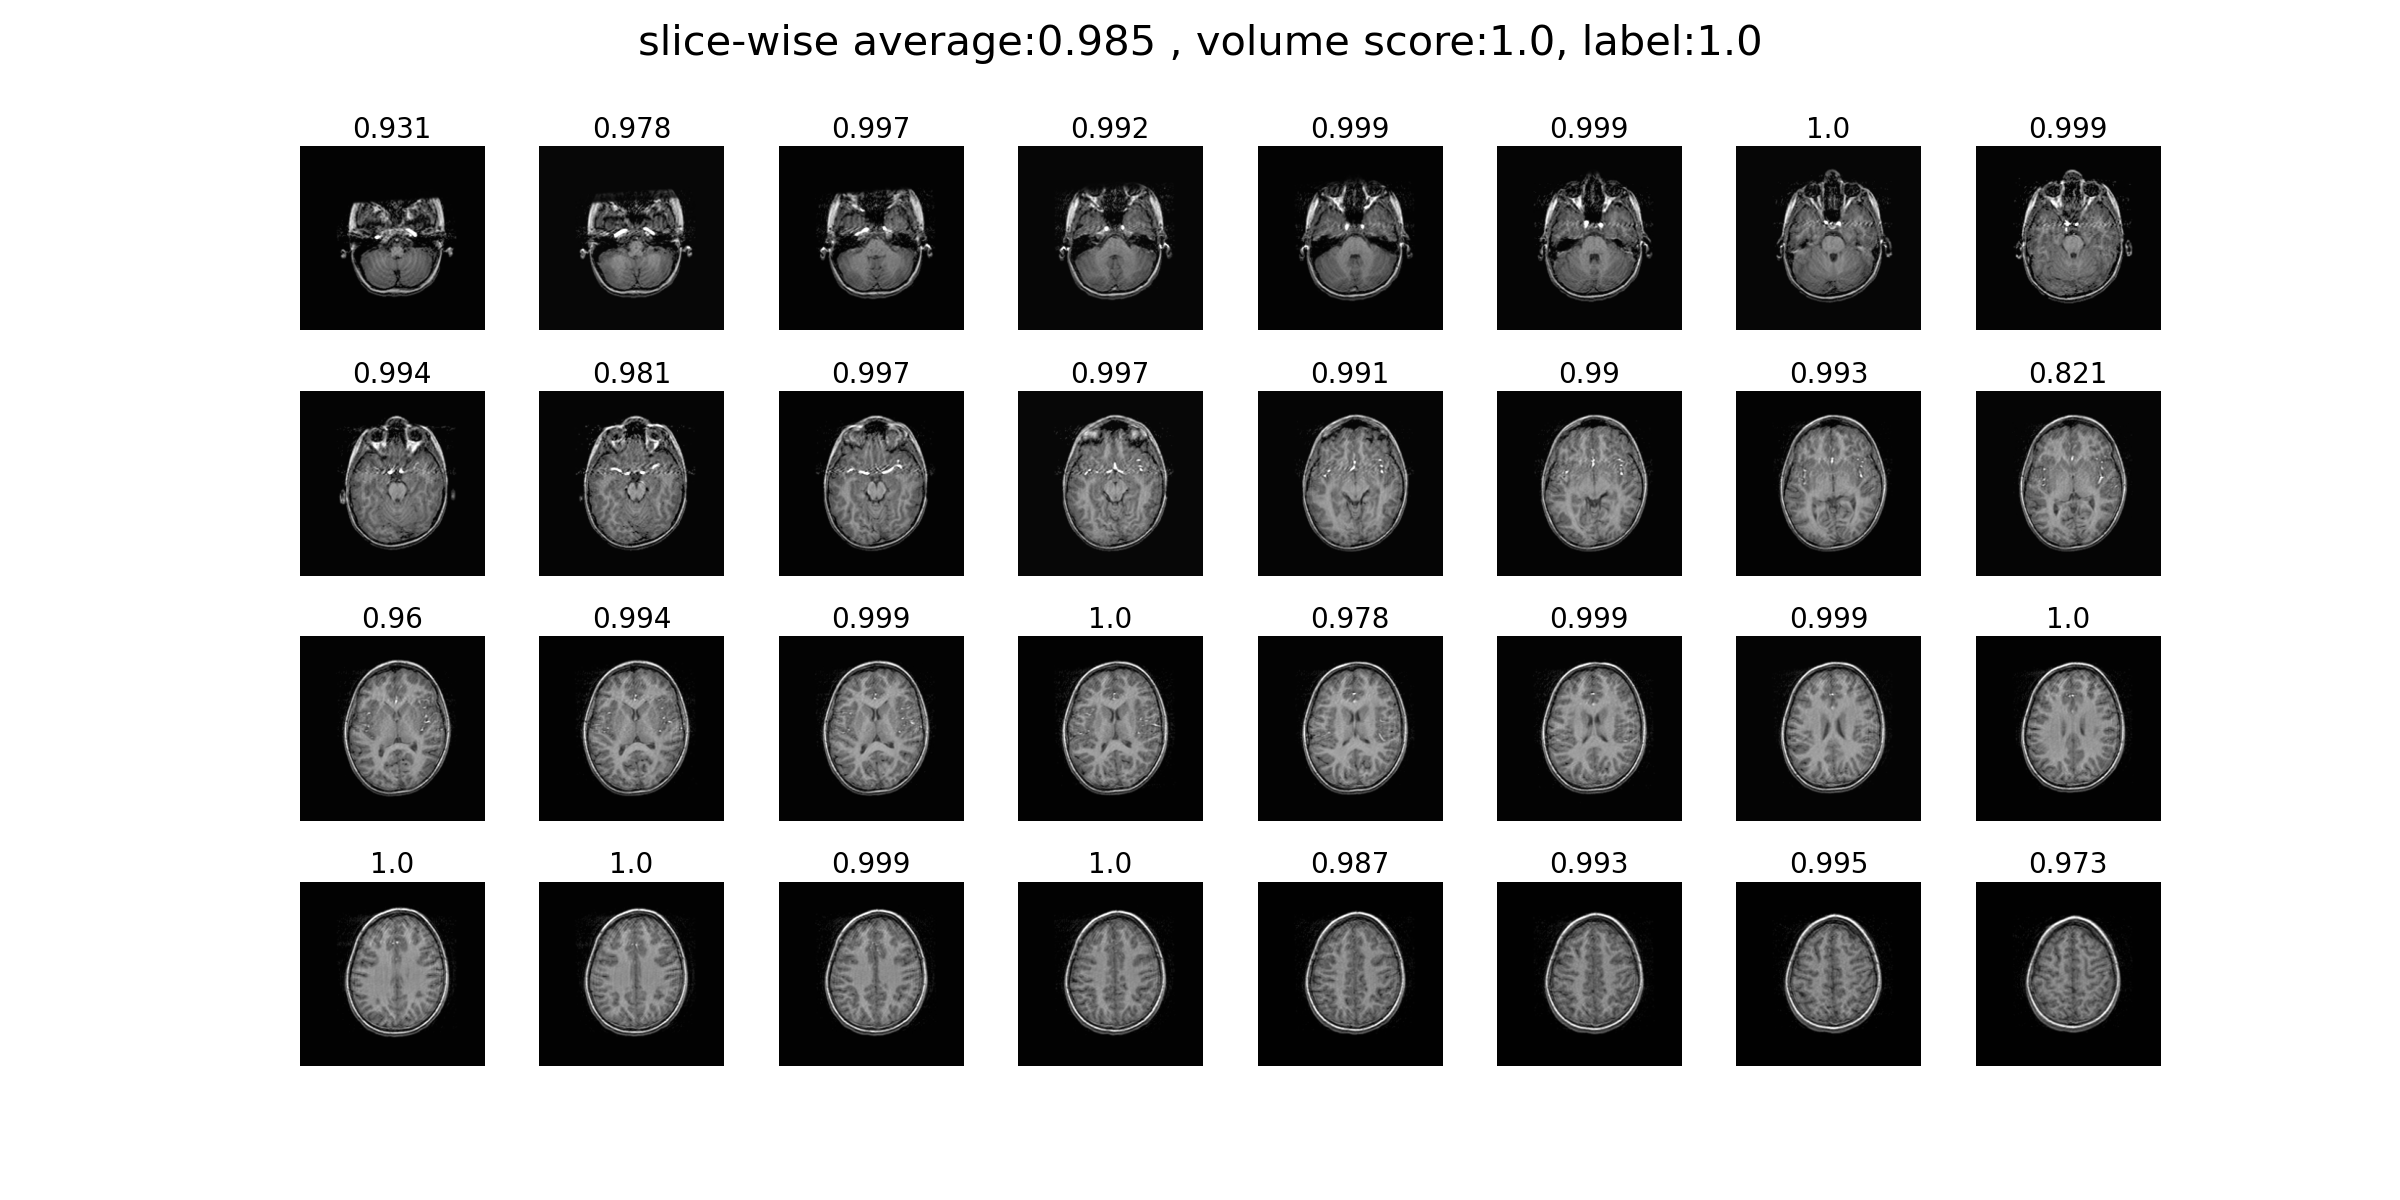 slice-wise average:0.985 , volume score:1.0, label:1.0
0.931 0.978 0.997 0.992 0.999 0.999 1.0 0.999
0.994 0.981 0.997 0.997 0.991 0.99 0.993 0.821
0.96 0.994 0.999 1.0 0.978 0.999 0.999 1.0
1.0 1.0 0.999 1.0 0.987 0.993 0.995 0.973